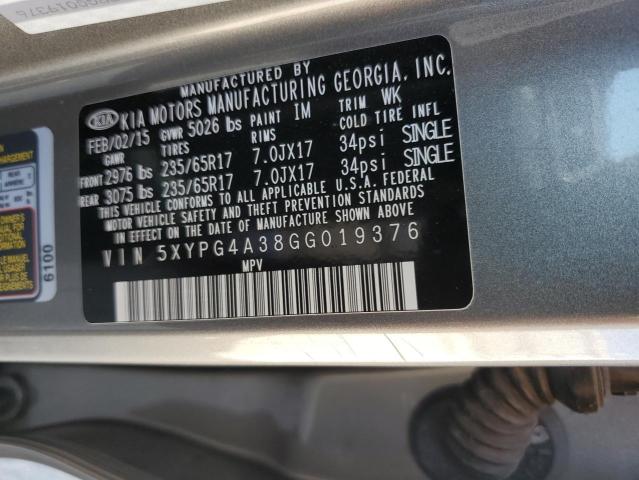 MANUFACTURED BY
KIA KIA MOTORS MANUFACTURING GEORGIA, INC.
FEB/02/15 GVWR 5026 lbs PAINT IM TRIM WK
GAWR TIRES RIMS COLD TIRE INFL
FRONT 2976 lbs 235/65R17 7.0JX17 34psi SINGLE
REAR 3075 lbs 235/65R17 7.0JX17 34psi SINGLE
THIS VEHICLE CONFORMS TO ALL APPLICABLE U.S.A. FEDERAL
MOTOR VEHICLE SAFETY AND THEFT PREVENTION STANDARDS
IN EFFECT ON THE DATE OF MANUFACTURE SHOWN ABOVE
VIN 5XYPG4A38GG019376
MPV
6100